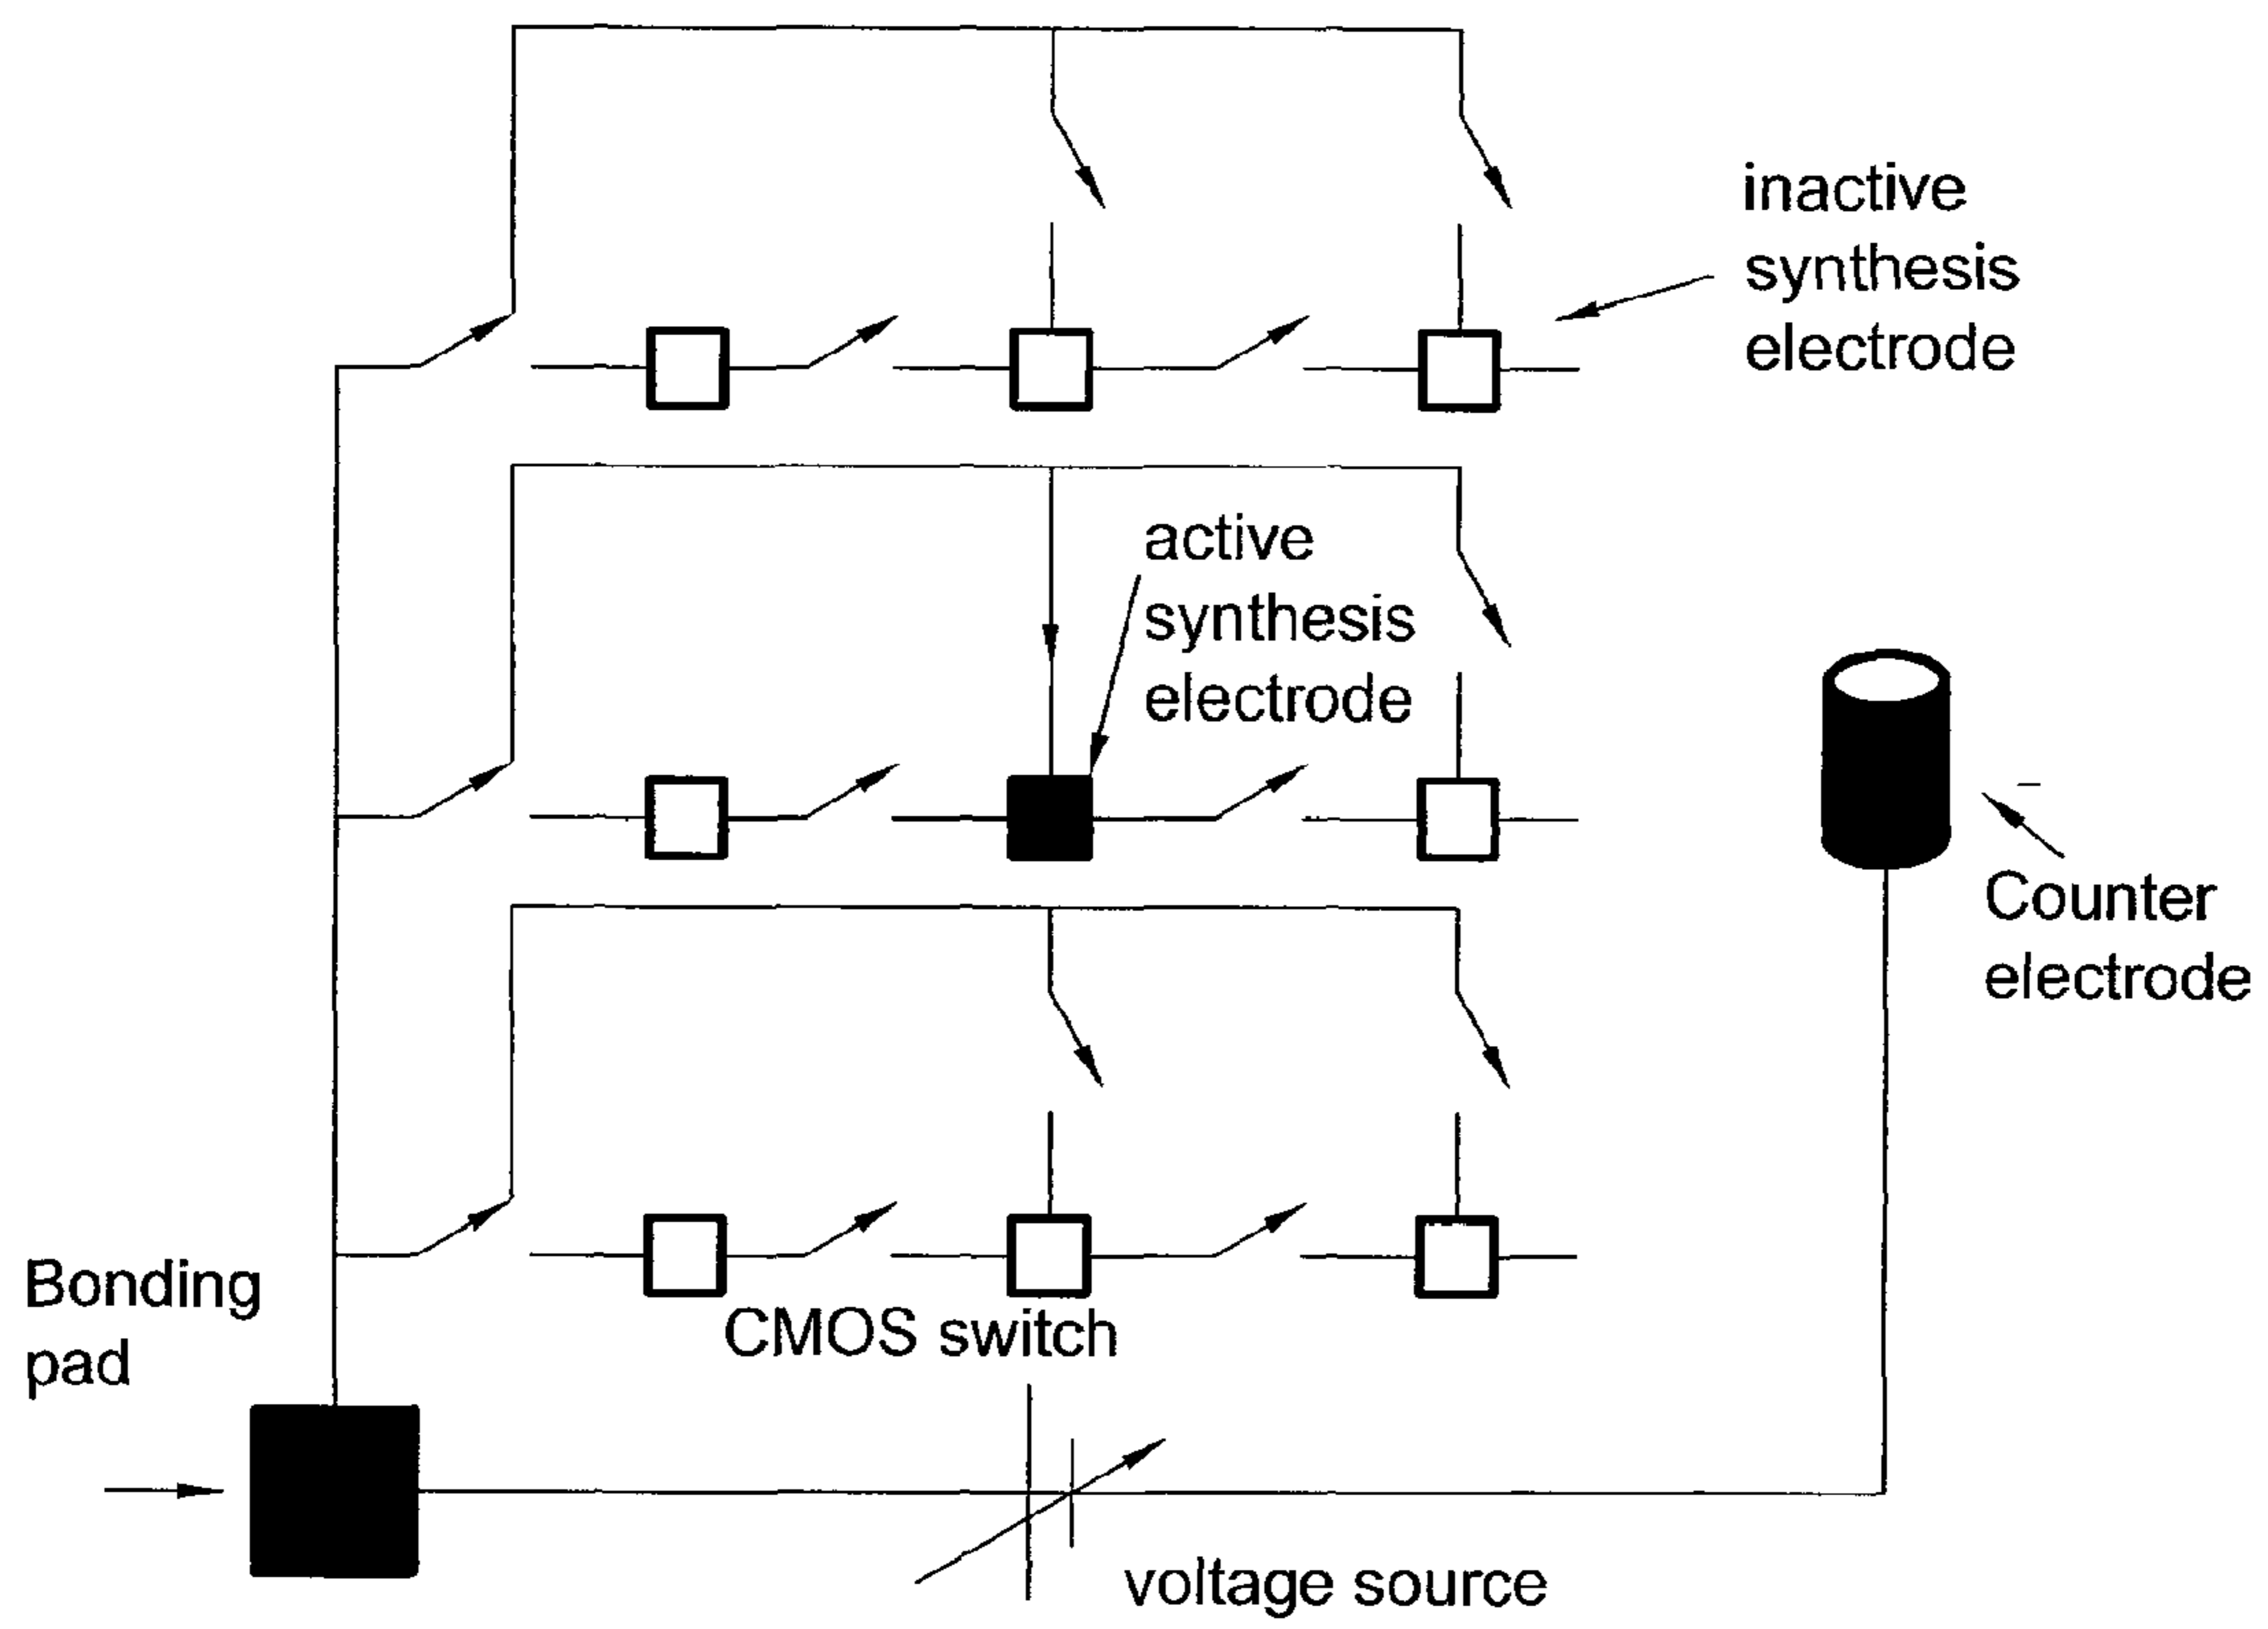 inactive
synthesis
electrode
active
synthesis
electrode
Counter
electrode
Bonding
pad
CMOS switch
voltage source